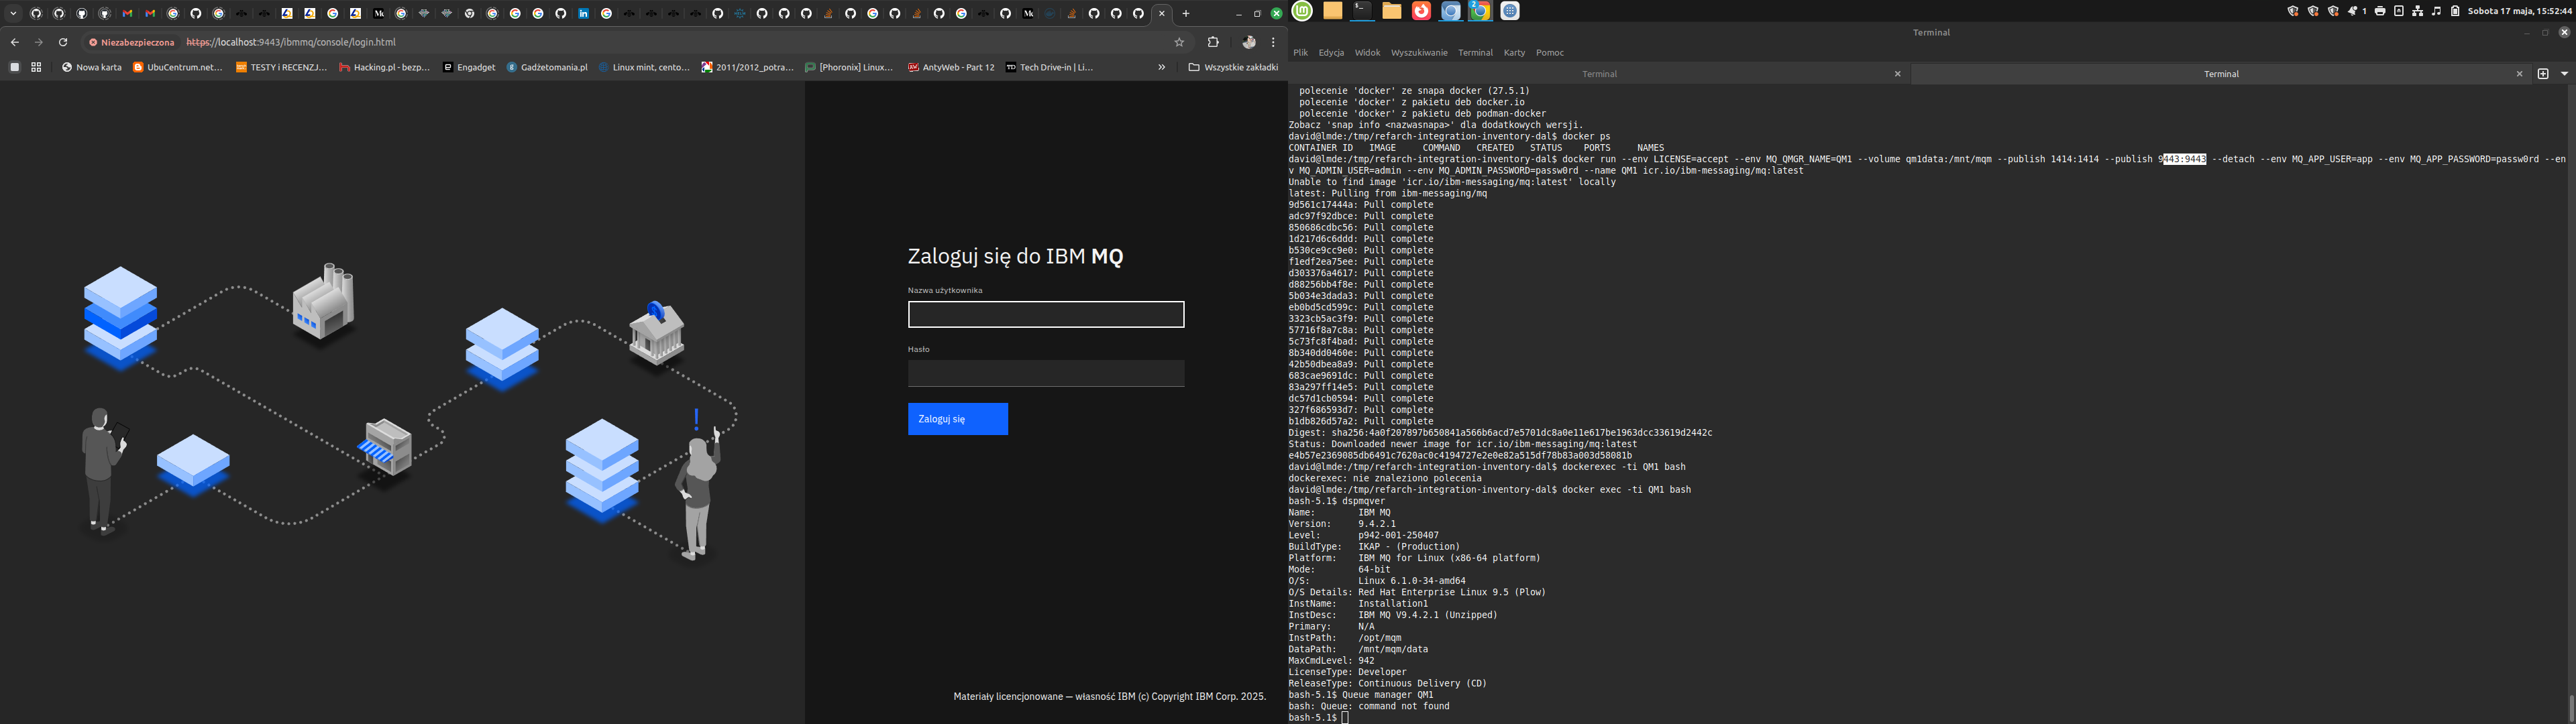 Niezabezpieczona
https://localhost:9443/ibmmq/console/login.html
Nowa karta
UbuCentrum.net...
TESTY i RECENZJ...
Hacking.pl - bezp...
Engadget
Gadżetomania.pl
Linux mint, cento...
2011/2012_potra...
[Phoronix] Linux...
AntyWeb - Part 12
Tech Drive-in | Li...
Wszystkie zakładki
Zaloguj się do IBM MQ
Nazwa użytkownika
Hasło
Zaloguj się
Materiały licencjonowane — własność IBM (c) Copyright IBM Corp. 2025.
1
Sobota 17 maja, 15:52:44
Terminal
Plik Edycja Widok Wyszukiwanie Terminal Karty Pomoc
Terminal
Terminal
polecenie 'docker' ze snapa docker (27.5.1)
polecenie 'docker' z pakietu deb docker.io
polecenie 'docker' z pakietu deb podman-docker
Zobacz 'snap info <nazwasnapa>' dla dodatkowych wersji.
david@lmde:/tmp/refarch-integration-inventory-dal$ docker ps
CONTAINER ID   IMAGE     COMMAND   CREATED   STATUS    PORTS     NAMES
david@lmde:/tmp/refarch-integration-inventory-dal$ docker run --env LICENSE=accept --env MQ_QMGR_NAME=QM1 --volume qm1data:/mnt/mqm --publish 1414:1414 --publish 9443:9443 --detach --env MQ_APP_USER=app --env MQ_APP_PASSWORD=passw0rd --en
v MQ_ADMIN_USER=admin --env MQ_ADMIN_PASSWORD=passw0rd --name QM1 icr.io/ibm-messaging/mq:latest
Unable to find image 'icr.io/ibm-messaging/mq:latest' locally
latest: Pulling from ibm-messaging/mq
9d561c17444a: Pull complete
adc97f92dbce: Pull complete
850686cdbc56: Pull complete
1d217d6c6ddd: Pull complete
b530ce9cc9e0: Pull complete
f1edf2ea75ee: Pull complete
d303376a4617: Pull complete
d88256bb4f8e: Pull complete
5b034e3dada3: Pull complete
eb0bd5cd599c: Pull complete
3323cb5ac3f9: Pull complete
57716f8a7c8a: Pull complete
5c73fc8f4bad: Pull complete
8b340dd0460e: Pull complete
42b50dbea8a9: Pull complete
683cae9691dc: Pull complete
83a297ff14e5: Pull complete
dc57d1cb0594: Pull complete
327f686593d7: Pull complete
b1db826d57a2: Pull complete
Digest: sha256:4a0f207897b650841a566b6acd7e5701dc8a0e11e617be1963dcc33619d2442c
Status: Downloaded newer image for icr.io/ibm-messaging/mq:latest
e4b57e2369085db6491c7620ac0c4194727e2e0e82a515df78b83a003d58081b
david@lmde:/tmp/refarch-integration-inventory-dal$ dockerexec -ti QM1 bash
dockerexec: nie znaleziono polecenia
david@lmde:/tmp/refarch-integration-inventory-dal$ docker exec -ti QM1 bash
bash-5.1$ dspmqver
Name:        IBM MQ
Version:     9.4.2.1
Level:       p942-001-250407
BuildType:   IKAP - (Production)
Platform:    IBM MQ for Linux (x86-64 platform)
Mode:        64-bit
O/S:         Linux 6.1.0-34-amd64
O/S Details: Red Hat Enterprise Linux 9.5 (Plow)
InstName:    Installation1
InstDesc:    IBM MQ V9.4.2.1 (Unzipped)
Primary:     N/A
InstPath:    /opt/mqm
DataPath:    /mnt/mqm/data
MaxCmdLevel: 942
LicenseType: Developer
ReleaseType: Continuous Delivery (CD)
bash-5.1$ Queue manager QM1
bash: Queue: command not found
bash-5.1$